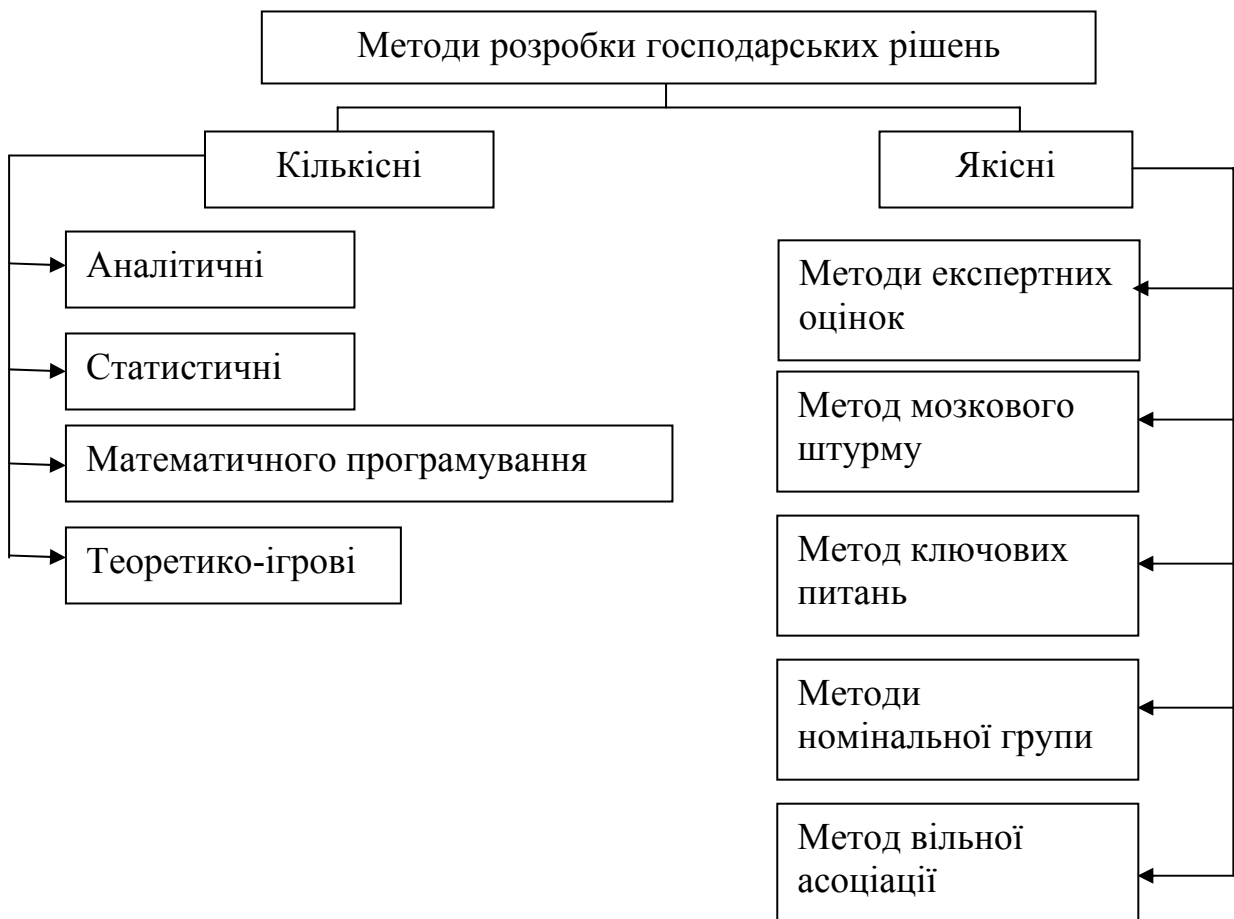 Методи розробки господарських рішень
Кількісні
Якісні
Аналітичні
Статистичні
Математичного програмування
Теоретико-ігрові
Методи експертних
оцінок
Метод мозкового
штурму
Метод ключових
питань
Методи
номінальної групи
Метод вільної
асоціації